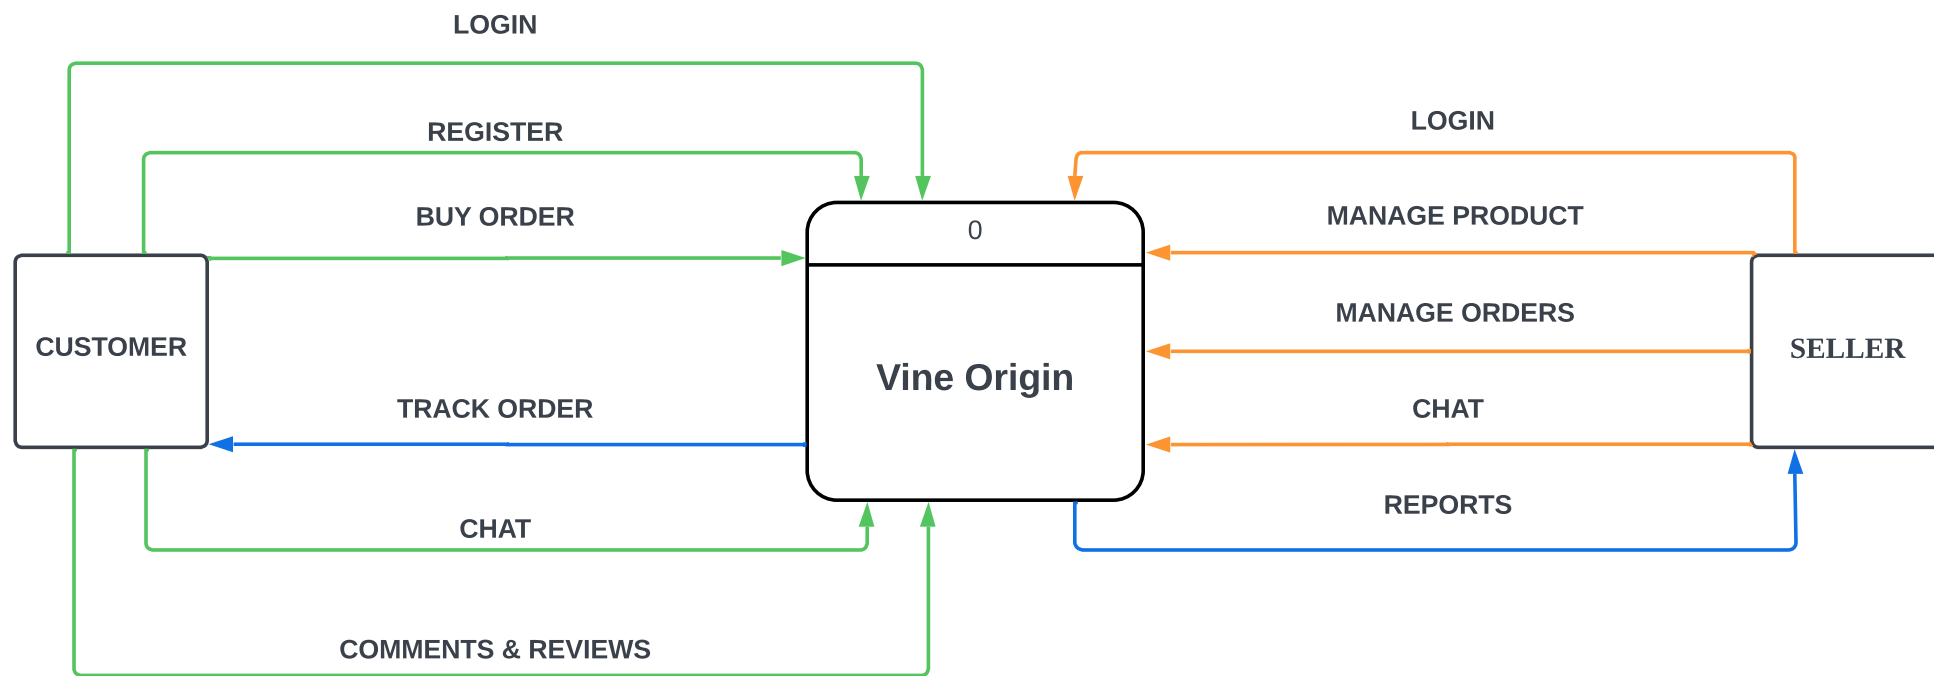 LOGIN
REGISTER
BUY ORDER
CUSTOMER
TRACK ORDER
CHAT
COMMENTS & REVIEWS
0
Vine Origin
LOGIN
MANAGE PRODUCT
MANAGE ORDERS
SELLER
CHAT
REPORTS